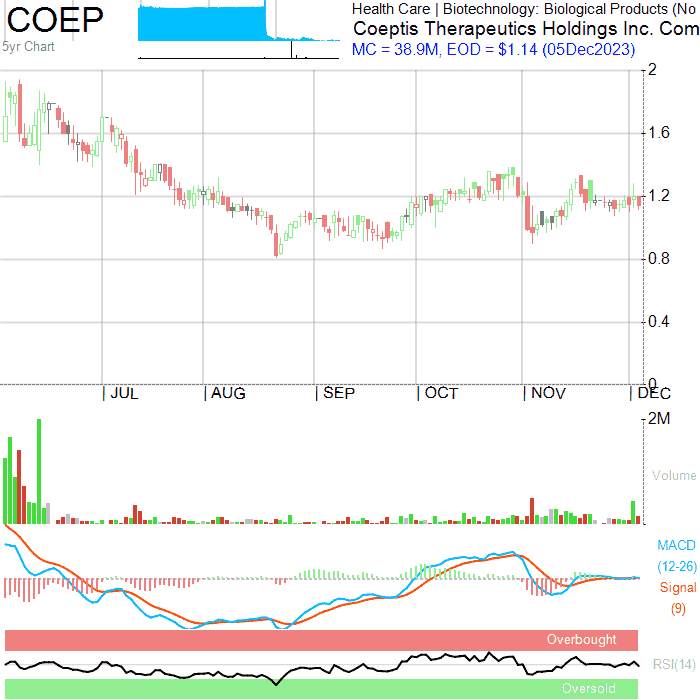 COEP
5yr Chart
Health Care | Biotechnology: Biological Products (No
Coeptis Therapeutics Holdings Inc. Com
MC = 38.9M, EOD = $1.14 (05Dec2023)
2
1.6
1.2
0.8
0.4
0
| JUL | AUG | SEP | OCT | NOV | DEC
2M
Volume
MACD
(12-26)
Signal
(9)
Overbought
RSI(14)
Oversold